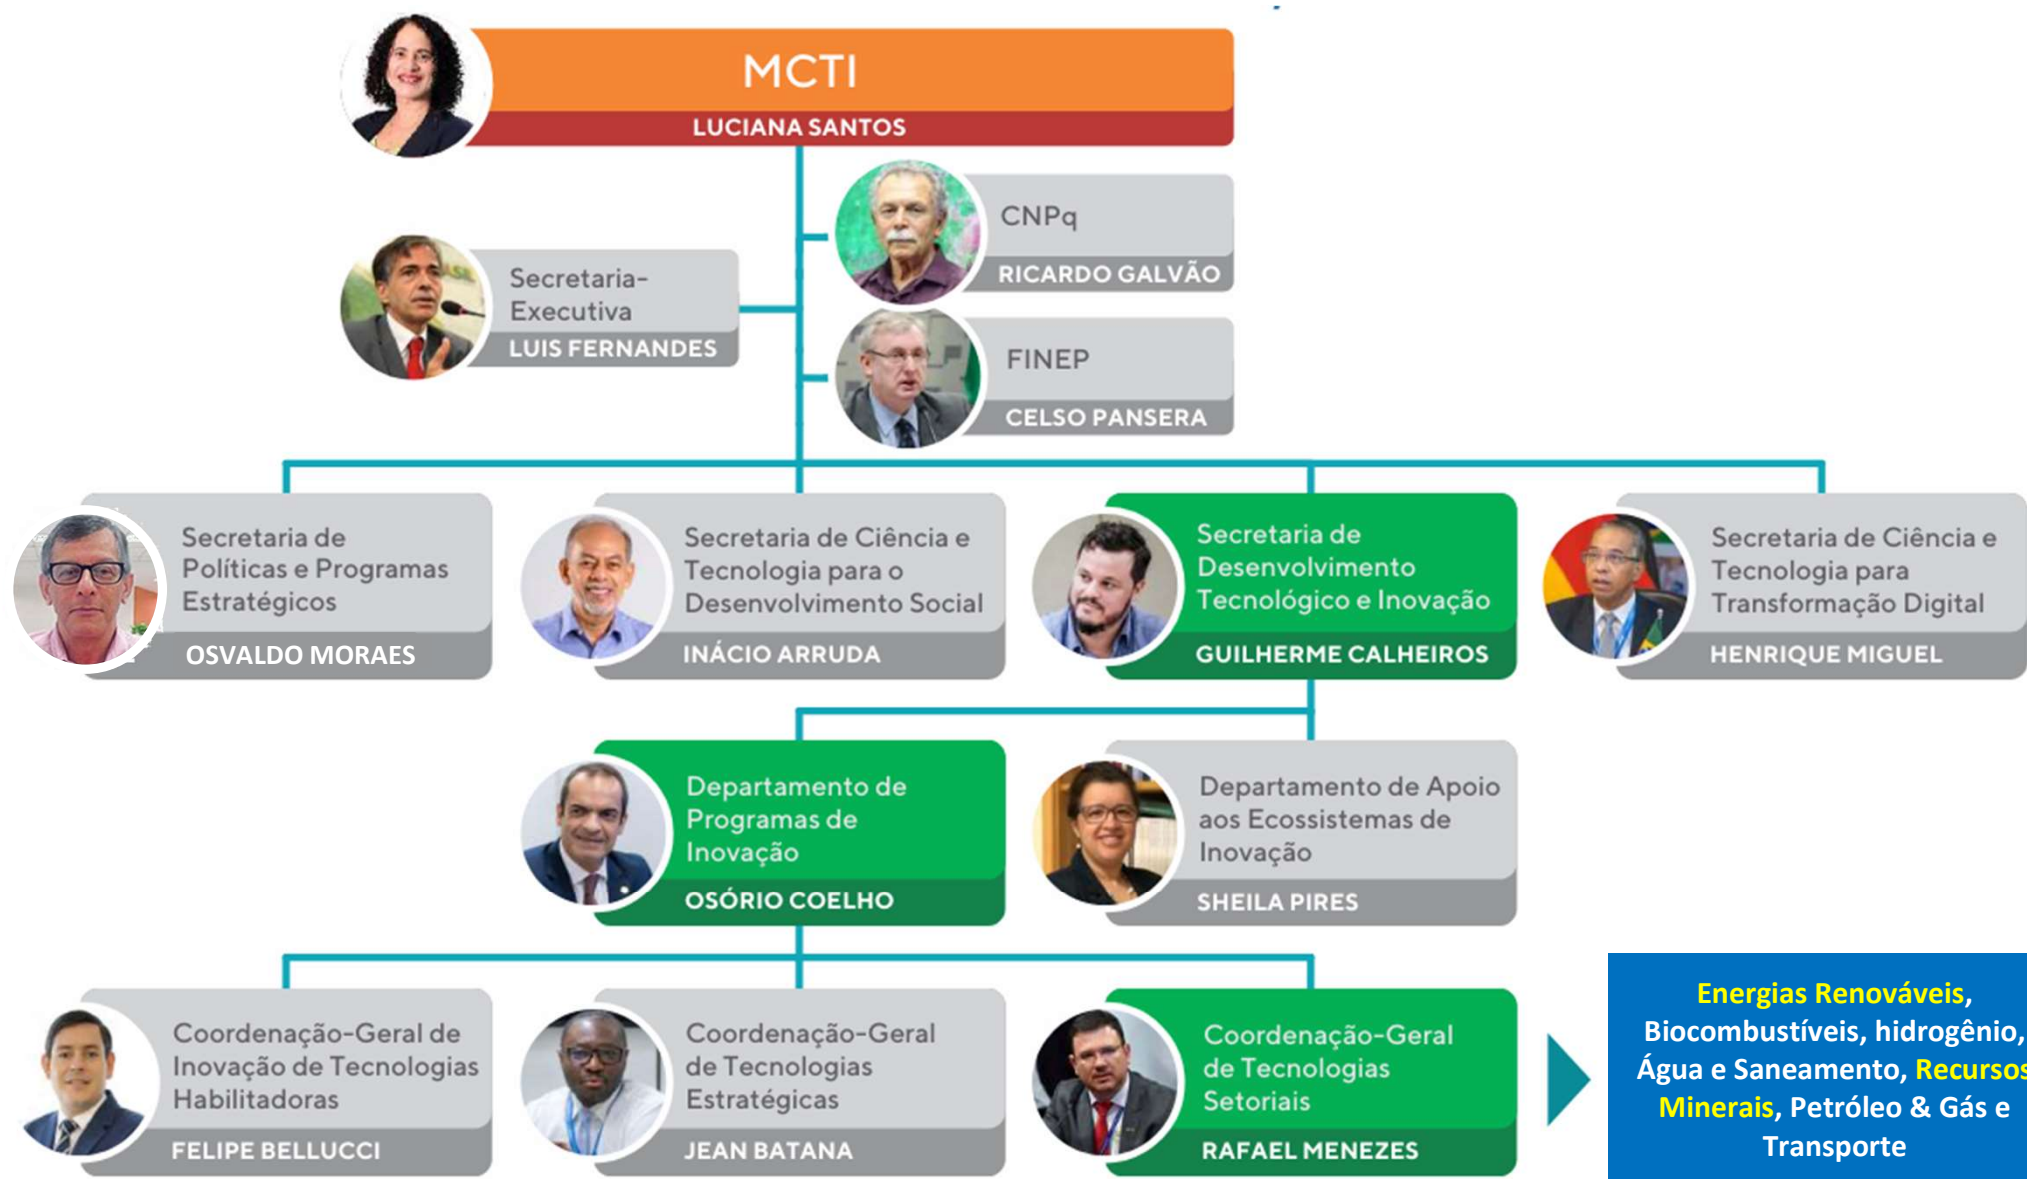 MCTI
LUCIANA SANTOS
CNPq
RICARDO GALVÃO
Secretaria-
Executiva
LUIS FERNANDES
FINEP
CELSO PANSERA
Secretaria de
Políticas e Programas
Estratégicos
OSVALDO MORAES
Secretaria de Ciência e
Tecnologia para o
Desenvolvimento Social
INÁCIO ARRUDA
Secretaria de
Desenvolvimento
Tecnológico e Inovação
GUILHERME CALHEIROS
Secretaria de Ciência e
Tecnologia para
Transformação Digital
HENRIQUE MIGUEL
Departamento de
Programas de
Inovação
OSÓRIO COELHO
Departamento de Apoio
aos Ecossistemas de
Inovação
SHEILA PIRES
Coordenação-Geral de
Inovação de Tecnologias
Habilitadoras
FELIPE BELLUCCI
Coordenação-Geral
de Tecnologias
Estratégicas
JEAN BATANA
Coordenação-Geral
de Tecnologias
Setoriais
RAFAEL MENEZES
Energias Renováveis,
Biocombustíveis, hidrogênio,
Água e Saneamento, Recursos
Minerais, Petróleo & Gás e
Transporte